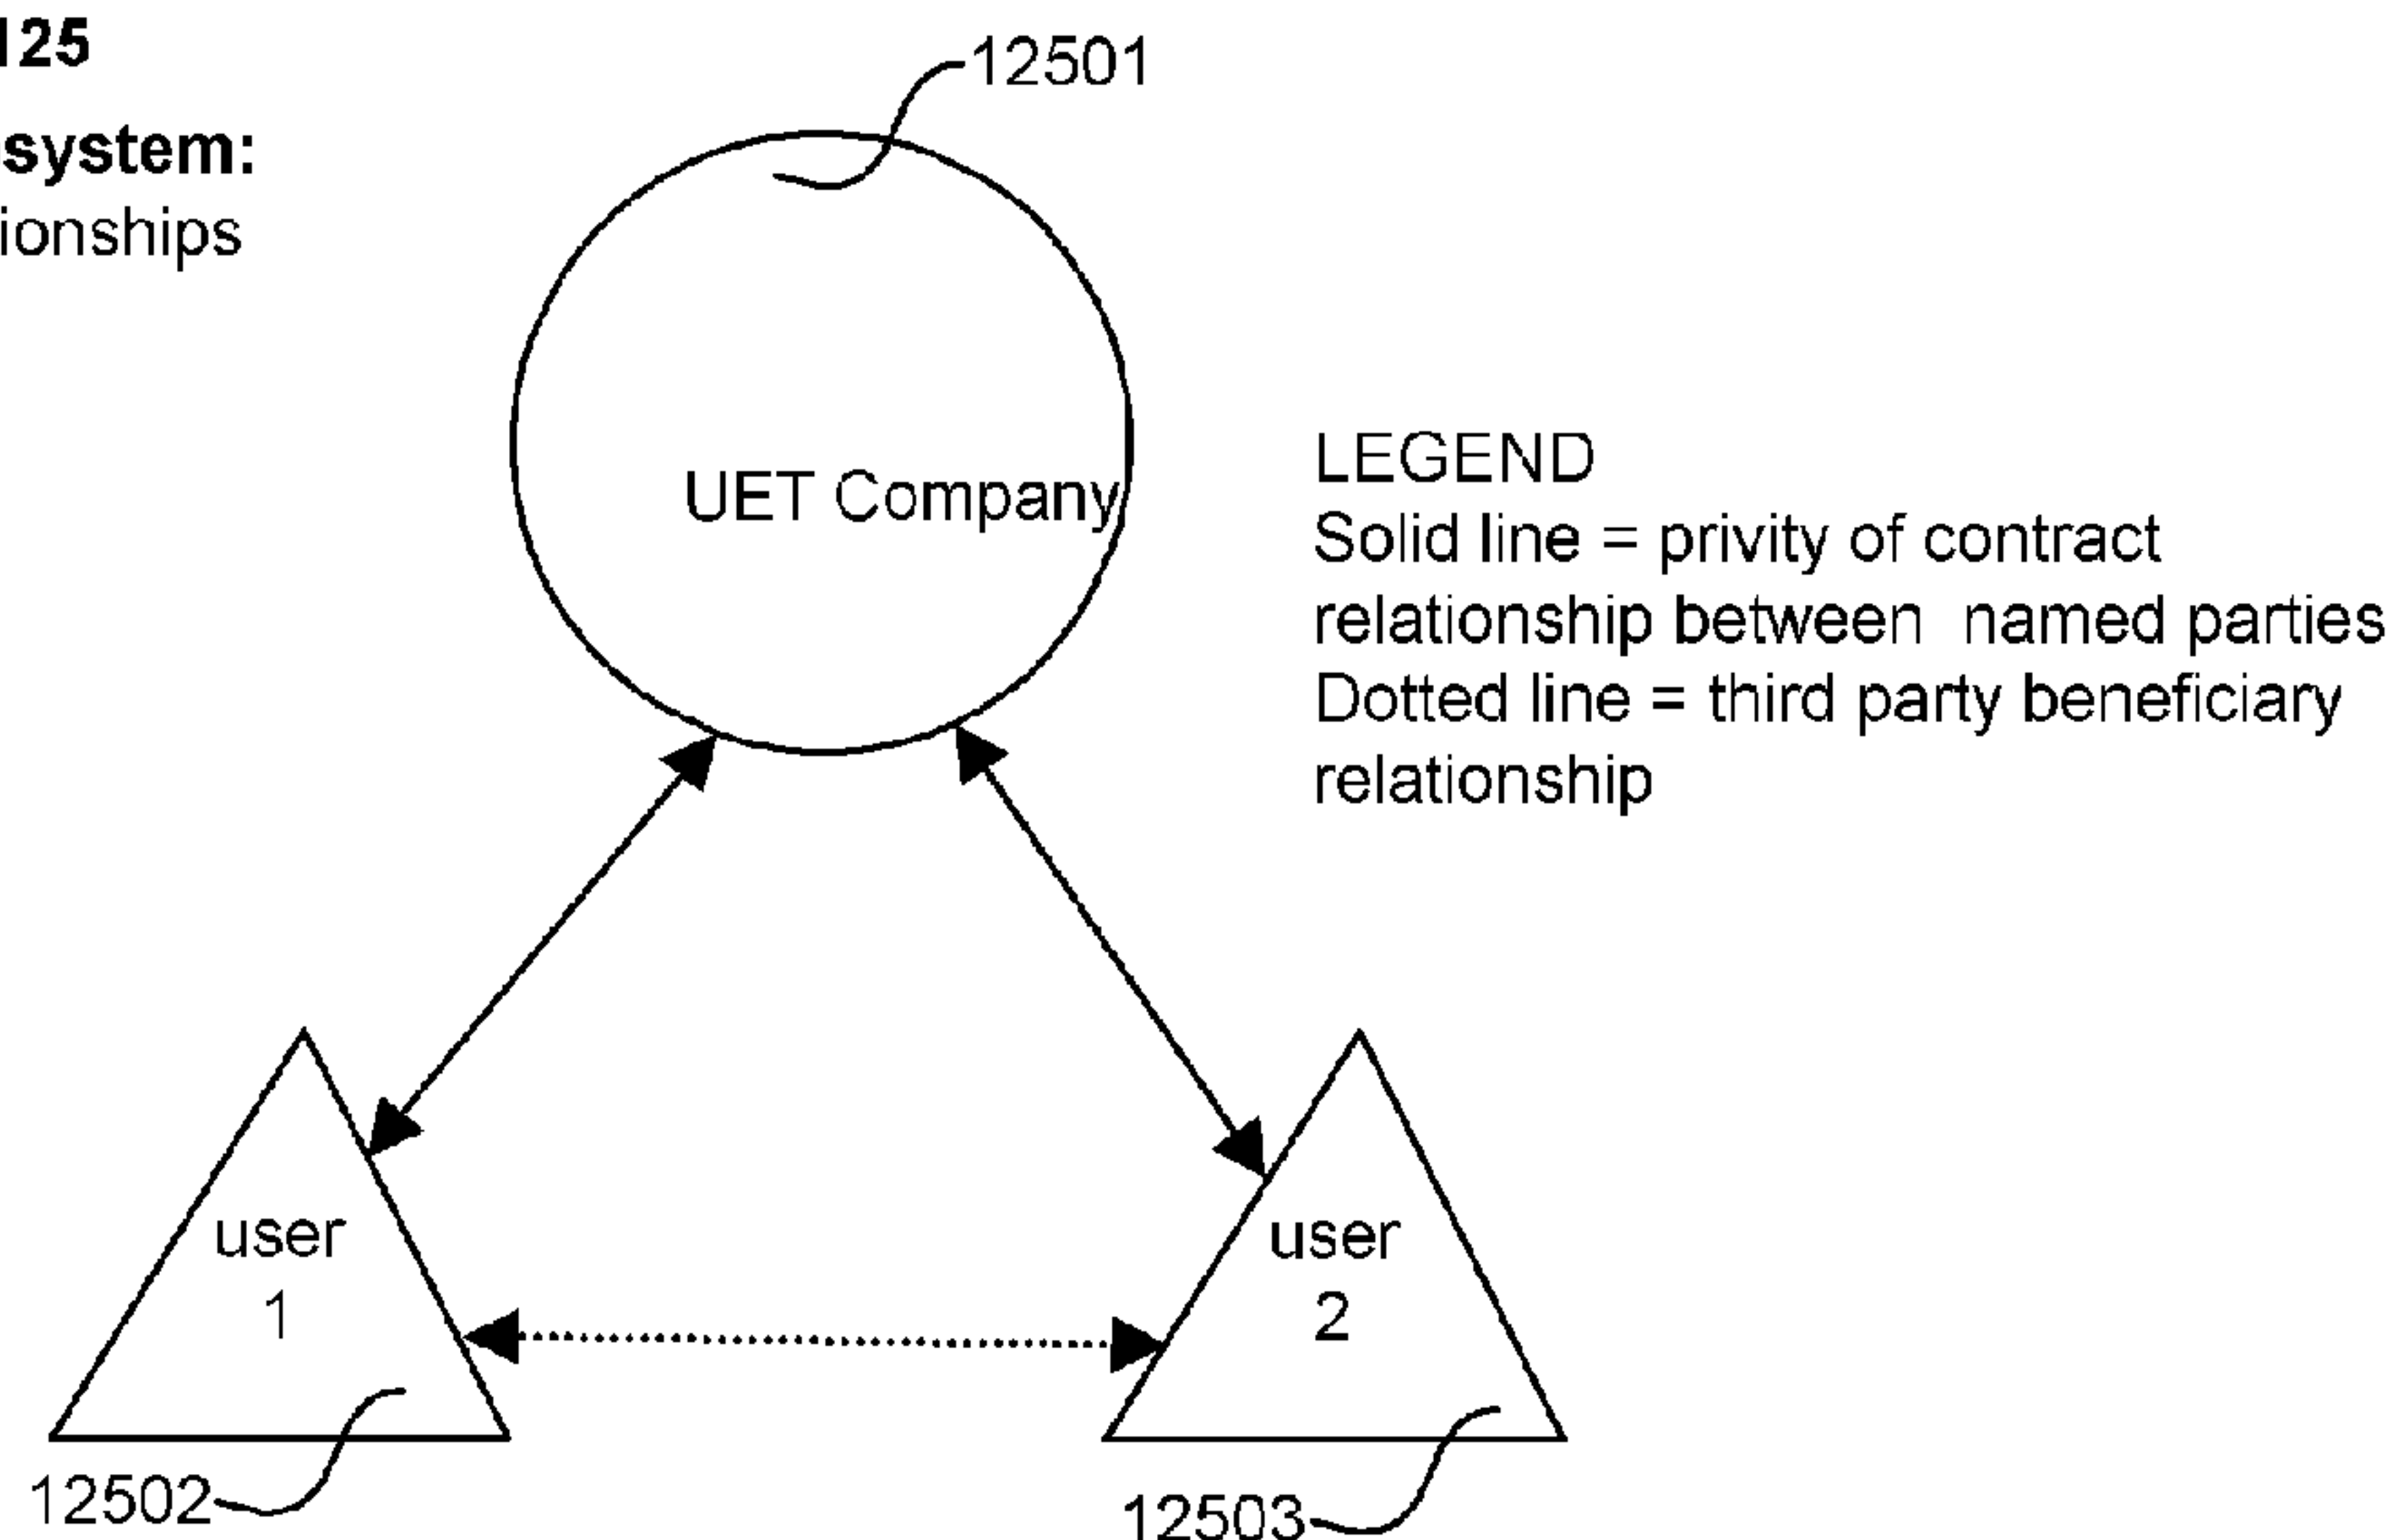 125
system:
ionships
12501
UET Company
LEGEND
Solid line = privity of contract
relationship between named parties
Dotted line = third party beneficiary
relationship
user
1
user
2
12502
12503